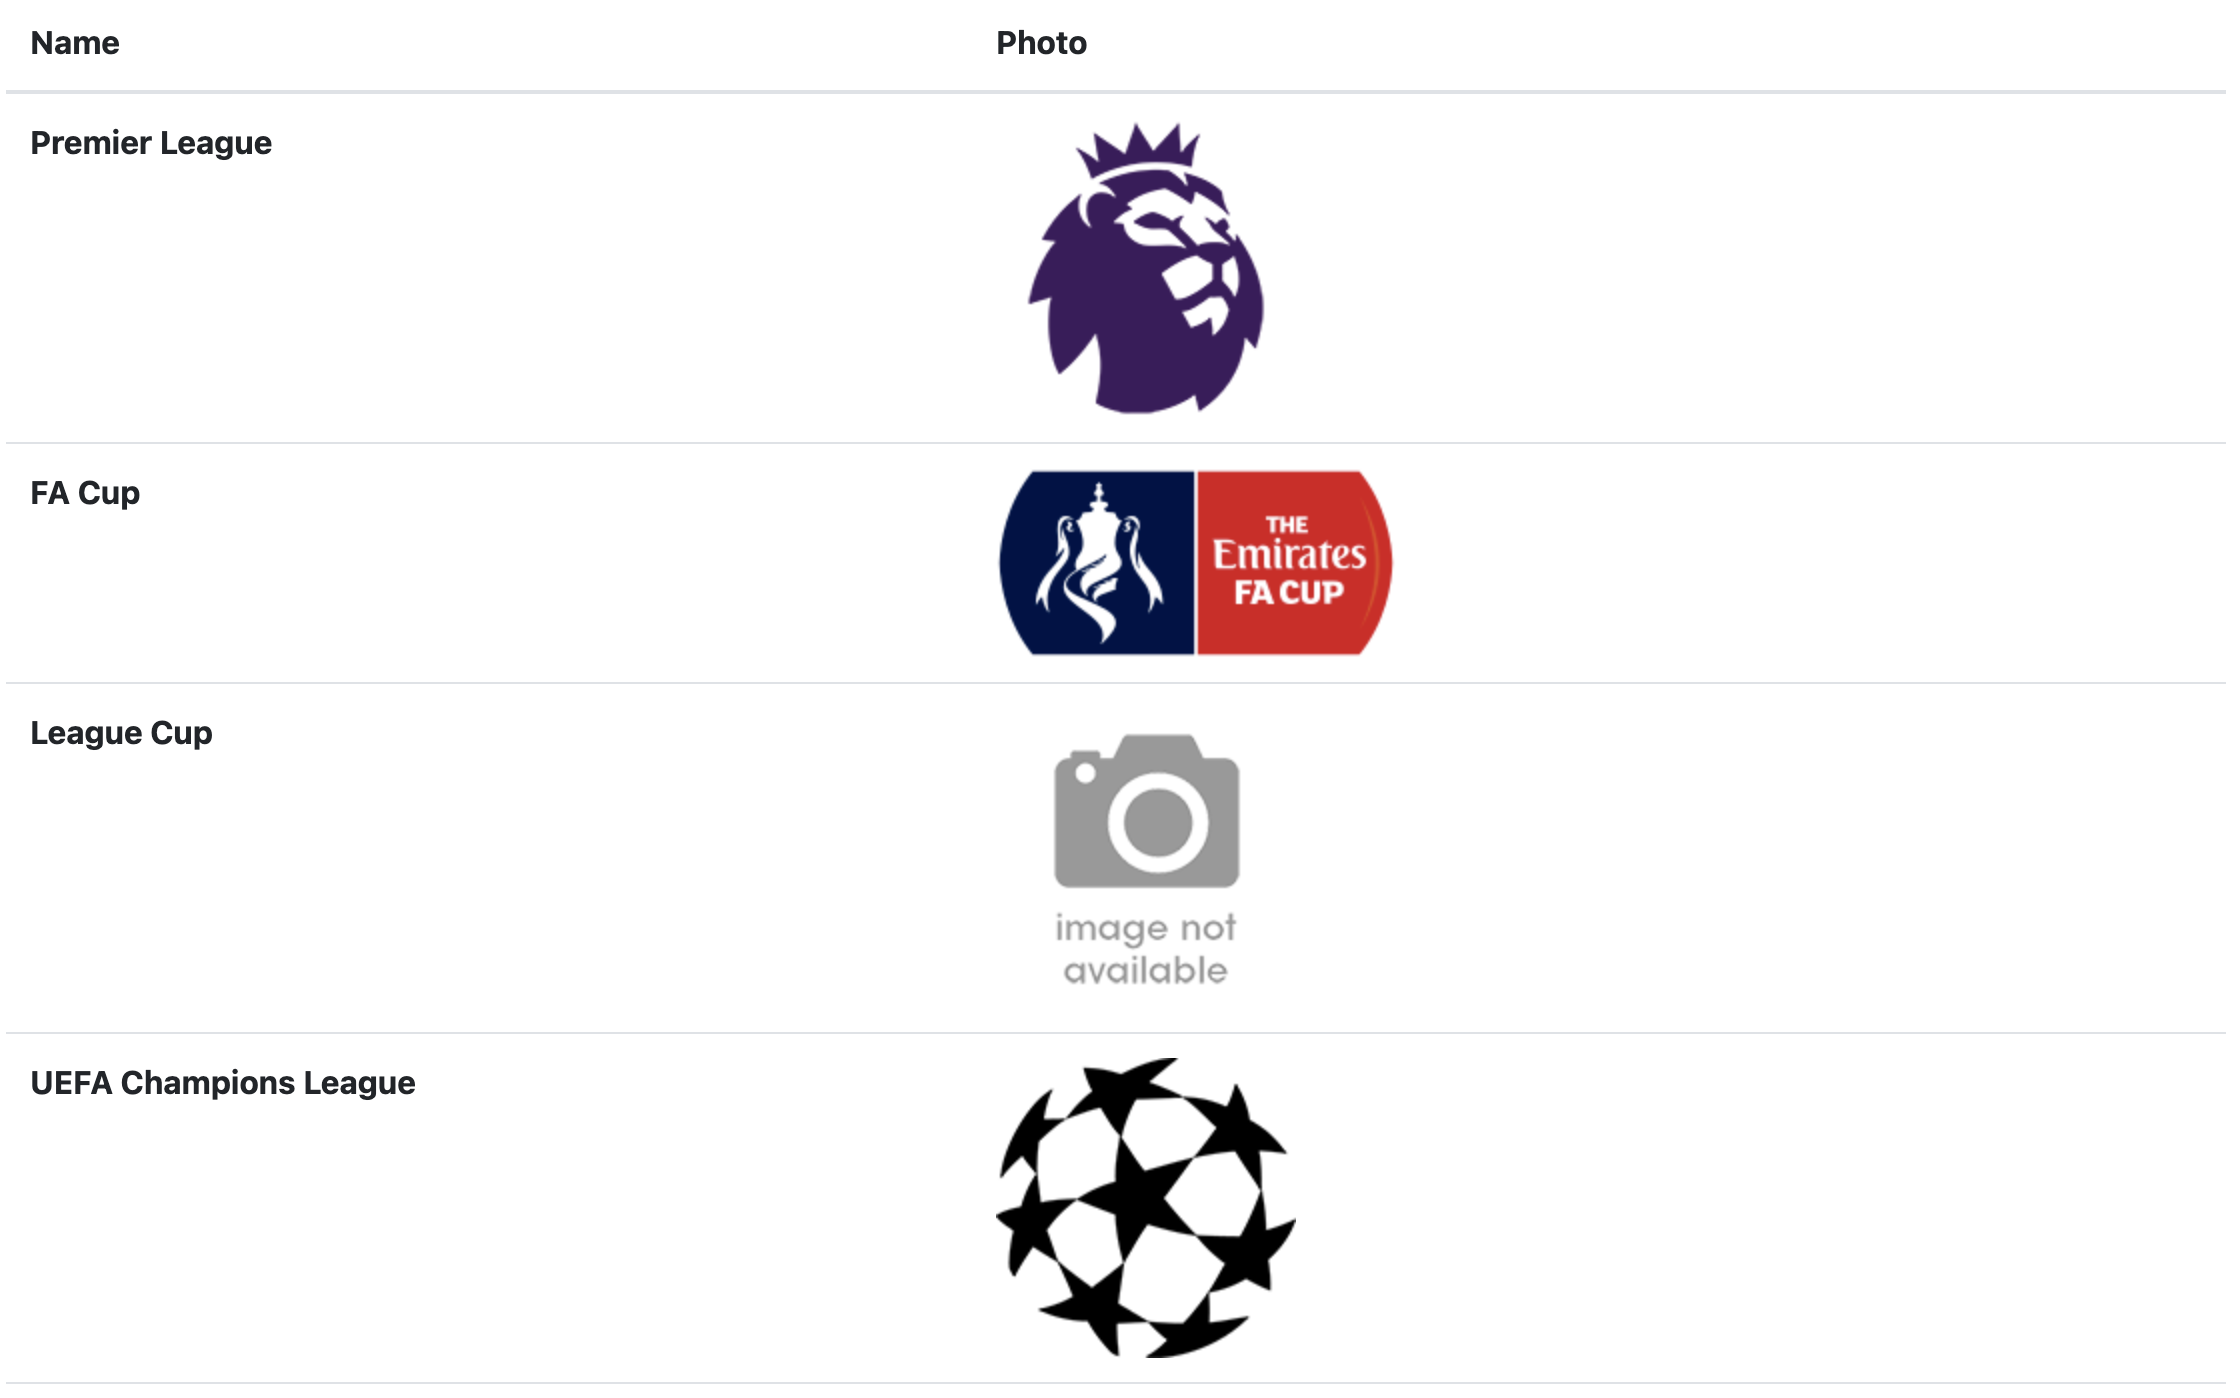 Name Photo
Premier League
FA Cup
THE
Emirates
FA CUP
League Cup
image not
available
UEFA Champions League